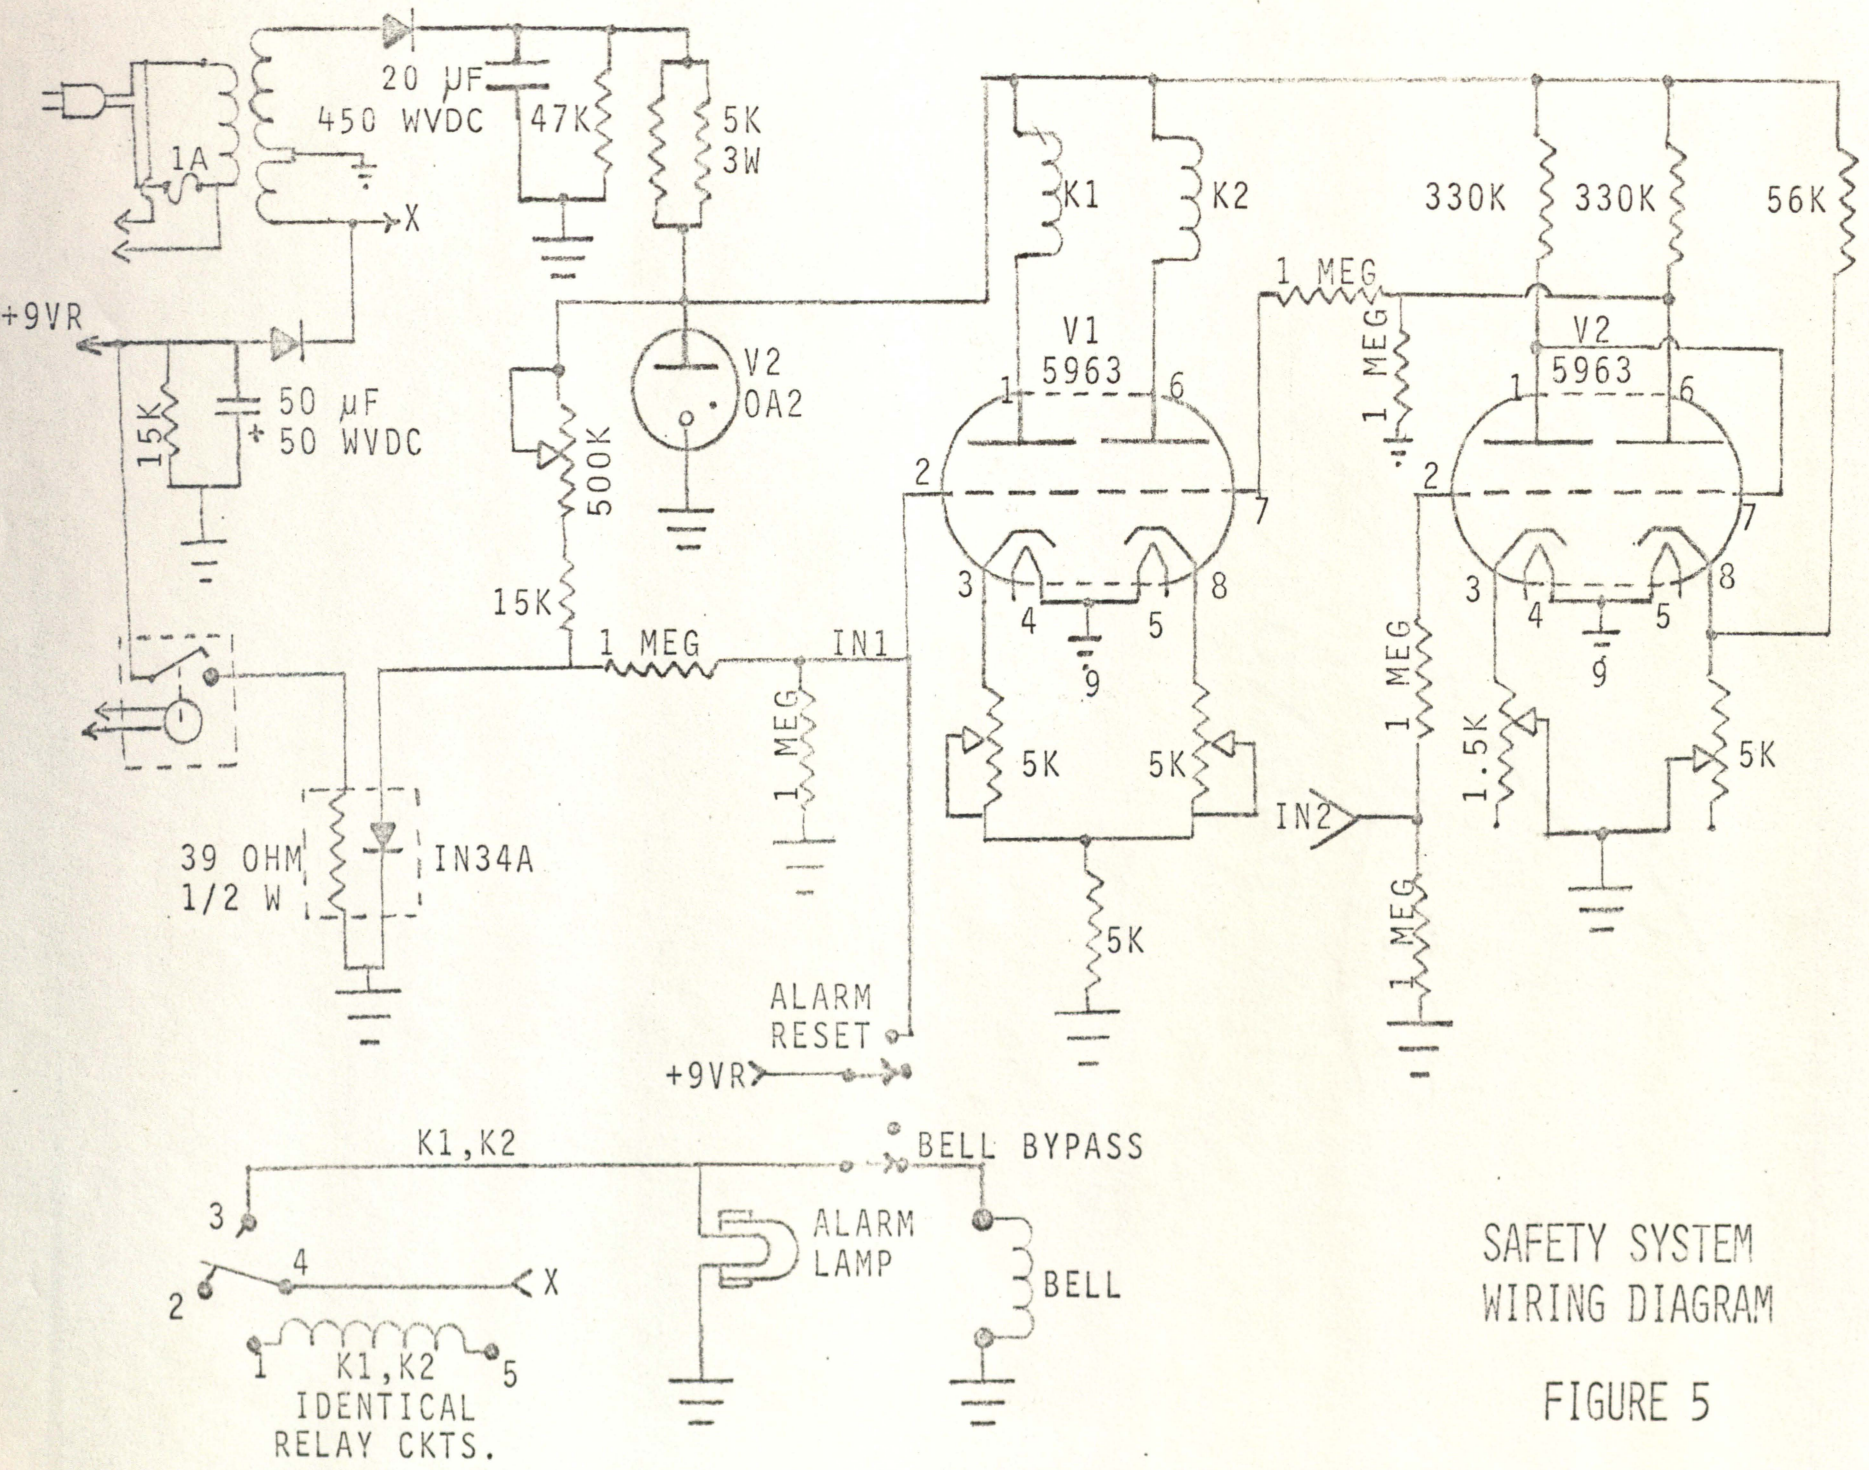 20 µF
450 WVDC
47K
5K
3W
1A
X
+9VR
15K
50 µF
+ 50 WVDC
V2
OA2
500K
15K
1 MEG
IN1
1 MEG
39 OHM
1/2 W
IN34A
K1
K2
V1
5963
1
6
2
7
3
4
5
8
9
5K
5K
5K
330K
330K
56K
1 MEG
1 MEG
V2
5963
1
6
2
7
3
4
5
8
9
1 MEG
1.5K
5K
IN2
1 MEG
ALARM
RESET
+9VR
BELL BYPASS
K1,K2
3
4
2
X
1
5
K1,K2
IDENTICAL
RELAY CKTS.
ALARM
LAMP
BELL
SAFETY SYSTEM
WIRING DIAGRAM
FIGURE 5